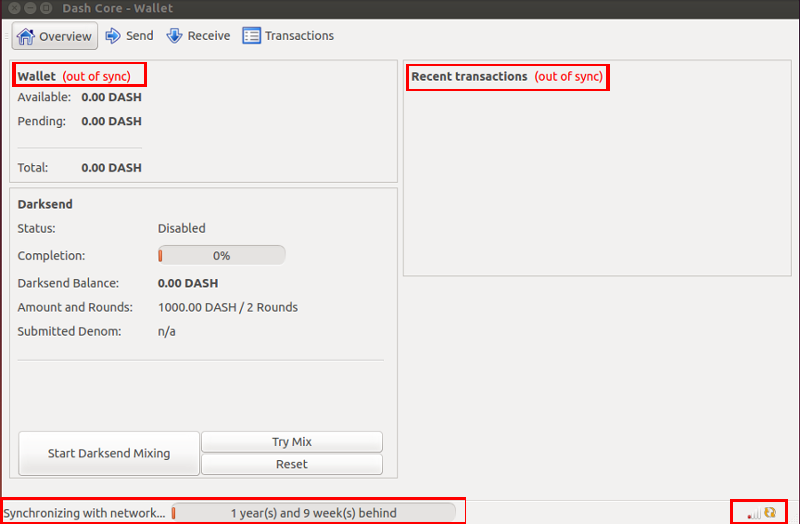 Dash Core - Wallet
Overview Send Receive Transactions
Wallet (out of sync)
Available: 0.00 DASH
Pending: 0.00 DASH
Total: 0.00 DASH
Recent transactions (out of sync)
Darksend
Status: Disabled
Completion: 0%
Darksend Balance: 0.00 DASH
Amount and Rounds: 1000.00 DASH / 2 Rounds
Submitted Denom: n/a
Start Darksend Mixing
Try Mix
Reset
Synchronizing with network... 1 year(s) and 9 week(s) behind